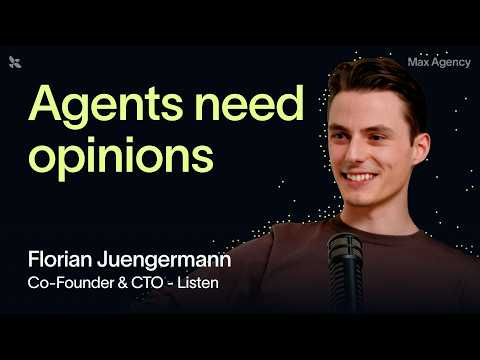 Max Agency
Agents need
opinions
Florian Juengermann
Co-Founder & CTO - Listen